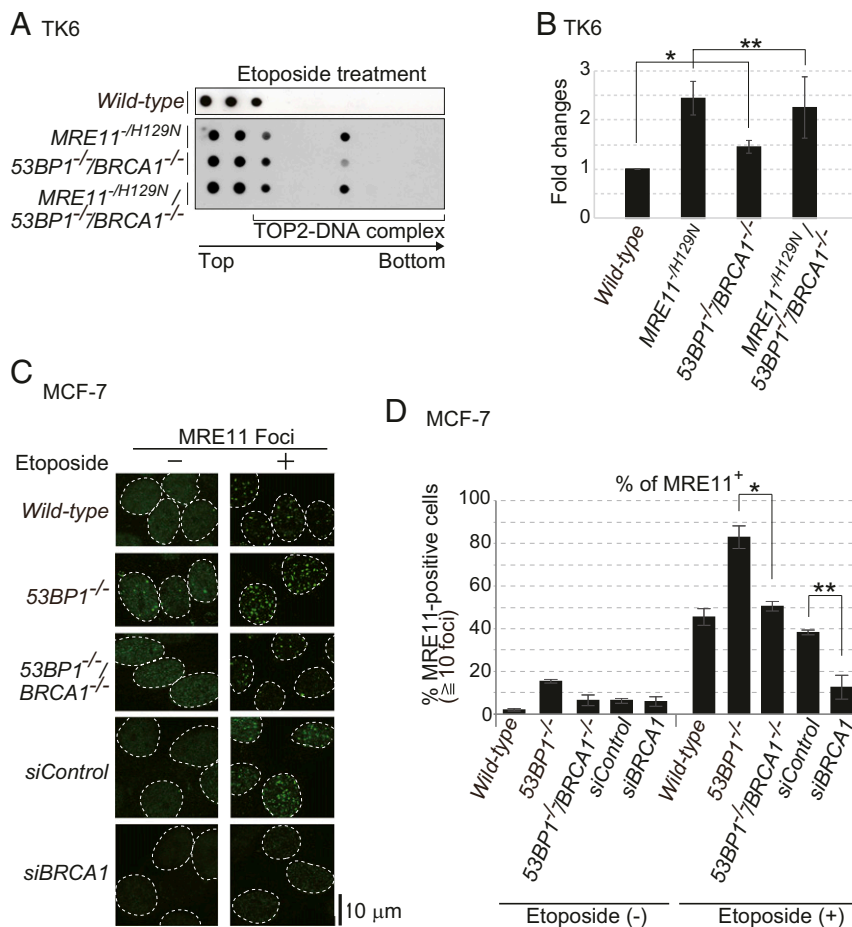 A TK6
Etoposide treatment
Wild-type
MRE11-/H129N
53BP1-/-/BRCA1-/-
MRE11-/H129N/
53BP1-/-/BRCA1-/-
TOP2-DNA complex
Top Bottom
B TK6
* **
Fold changes
3
2
1
0
Wild-type
MRE11-/H129N
53BP1-/-/BRCA1-/-
MRE11-/H129N/
53BP1-/-/BRCA1-/-
C
MCF-7
MRE11 Foci
Etoposide − +
Wild-type
53BP1-/-
53BP1-/-/
BRCA1-/-
siControl
siBRCA1
10 μm
D MCF-7
% of MRE11+
* **
% MRE11-positive cells
(≧ 10 foci)
100
80
60
40
20
0
Wild-type
53BP1-/-
53BP1-/-/BRCA1-/-
siControl
siBRCA1
Wild-type
53BP1-/-
53BP1-/-/BRCA1-/-
siControl
siBRCA1
Etoposide (-) Etoposide (+)